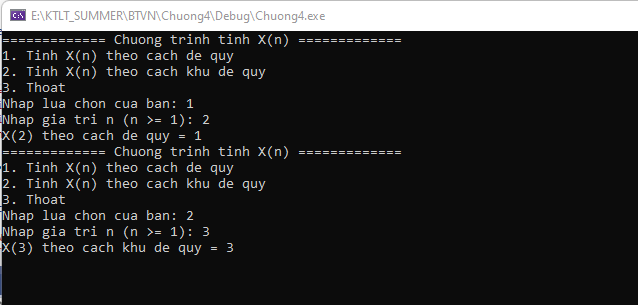 E:\KTLT_SUMMER\BTVN\Chuong4\Debug\Chuong4.exe
============= Chuong trinh tinh X(n) =============
1. Tinh X(n) theo cach de quy
2. Tinh X(n) theo cach khu de quy
3. Thoat
Nhap lua chon cua ban: 1
Nhap gia tri n (n >= 1): 2
X(2) theo cach de quy = 1
============= Chuong trinh tinh X(n) =============
1. Tinh X(n) theo cach de quy
2. Tinh X(n) theo cach khu de quy
3. Thoat
Nhap lua chon cua ban: 2
Nhap gia tri n (n >= 1): 3
X(3) theo cach khu de quy = 3